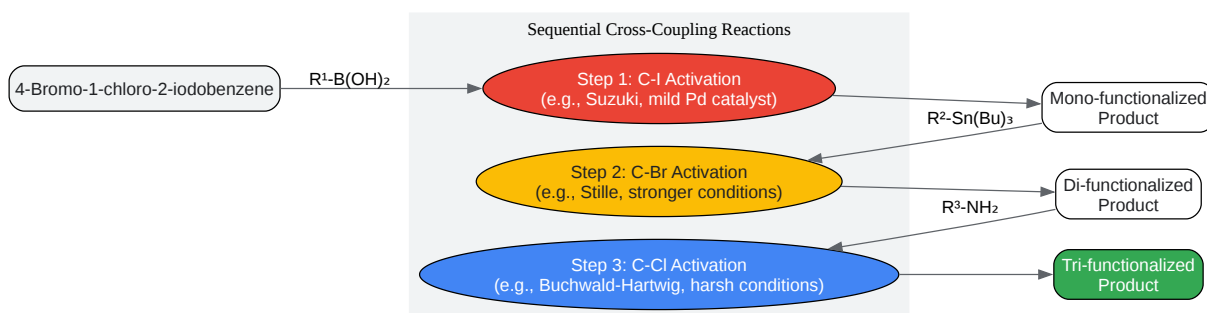 Sequential Cross-Coupling Reactions
4-Bromo-1-chloro-2-iodobenzene
R¹-B(OH)₂
Step 1: C-I Activation
(e.g., Suzuki, mild Pd catalyst)
Mono-functionalized
Product
R²-Sn(Bu)₃
Step 2: C-Br Activation
(e.g., Stille, stronger conditions)
Di-functionalized
Product
R³-NH₂
Step 3: C-Cl Activation
(e.g., Buchwald-Hartwig, harsh conditions)
Tri-functionalized
Product